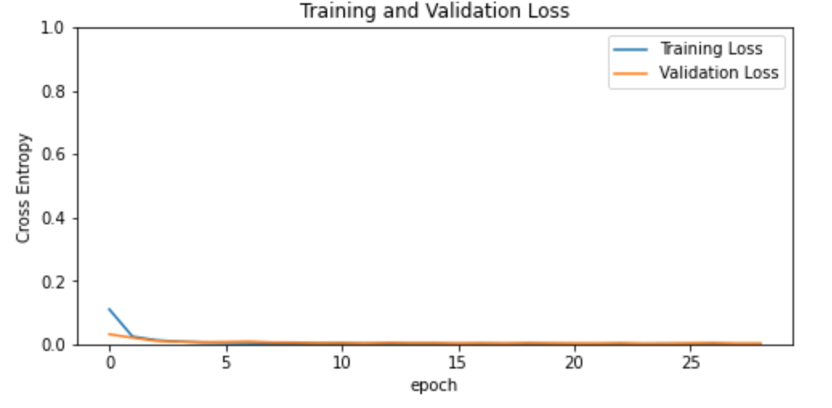 Training and Validation Loss
1.0
0.8
0.6
0.4
0.2
0.0
Cross Entropy
Training Loss
Validation Loss
0 5 10 15 20 25
epoch